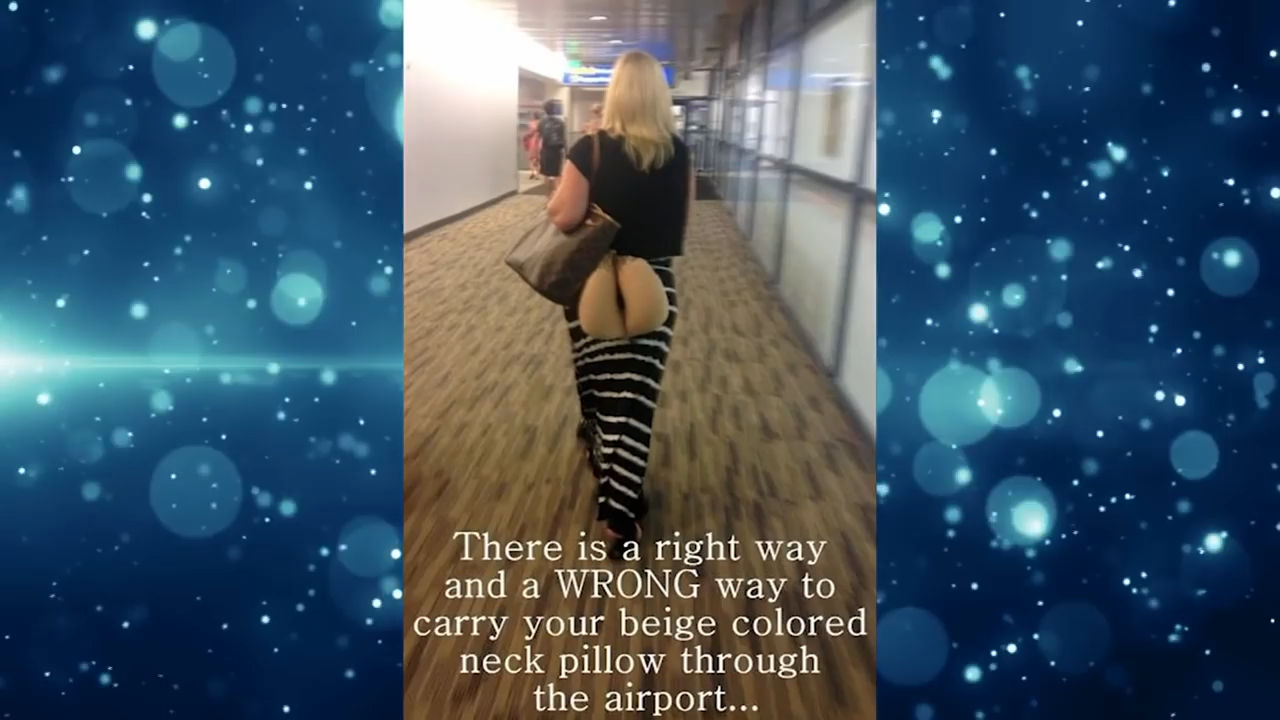 There is a right way
and a WRONG way to
carry your beige colored
neck pillow through
the airport...